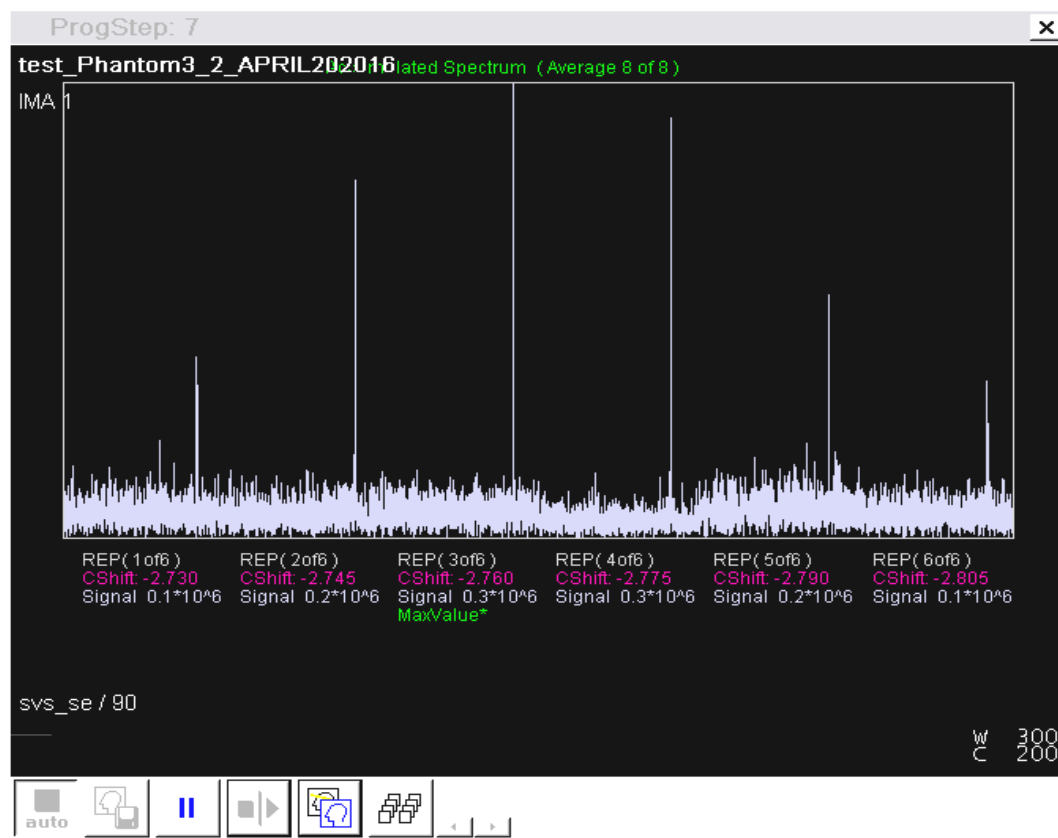 ProgStep: 7
test_Phantom3_2_APRIL202016
lated Spectrum ( Average 8 of 8 )
IMA 1
REP( 1of6 ) REP( 2of6 ) REP( 3of6 ) REP( 4of6 ) REP( 5of6 ) REP( 6of6 )
CShift: -2.730 CShift: -2.745 CShift: -2.760 CShift: -2.775 CShift: -2.790 CShift: -2.805
Signal 0.1*10^6 Signal 0.2*10^6 Signal 0.3*10^6 Signal 0.3*10^6 Signal 0.2*10^6 Signal 0.1*10^6
MaxValue*
svs_se / 90
W 300
C 200
auto